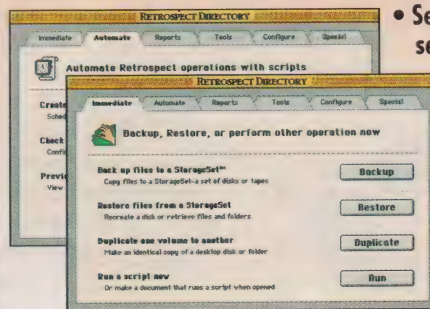 RETROSPECT DIRECTORY
Immediate Automate Reports Tools Configure Special
Automate Retrospect operations with scripts
Create
Sched
Check
Confi
Previ
View
RETROSPECT DIRECTORY
Immediate Automate Reports Tools Configure Special
Backup, Restore, or perform other operation now
Back up files to a StorageSet™ Backup
Copy files to a StorageSet–a set of disks or tapes
Restore files from a StorageSet Restore
Recreate a disk or retrieve files and folders
Duplicate one volume to another Duplicate
Make an identical copy of a desktop disk or folder
Run a script now Run
Or make a document that runs a script when opened
• Se
se